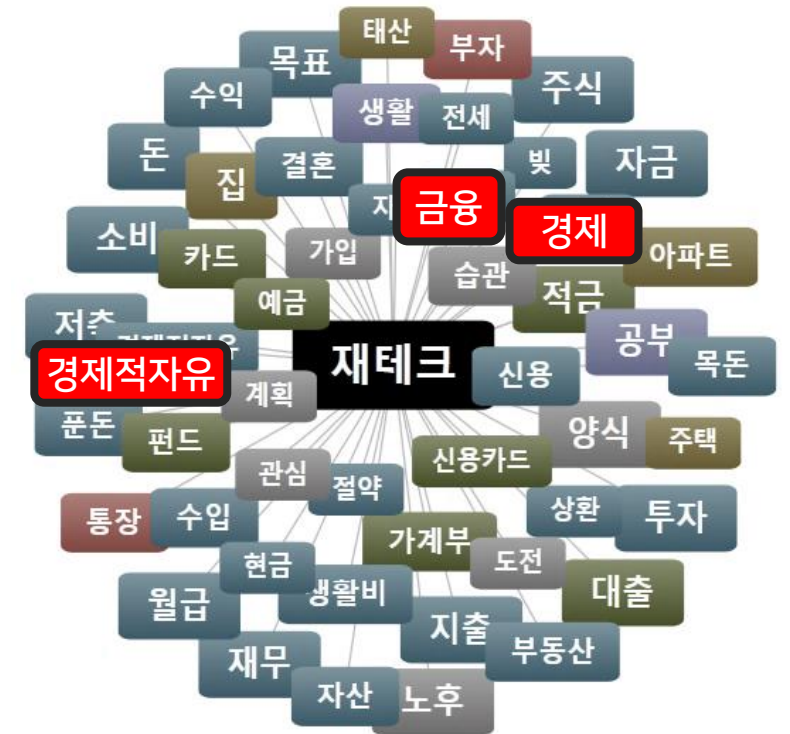 태산
부자
목표
주식
수익
생활
전세
돈
결혼
빚
자금
집
금융
경제
소비
카드
가입
습관
아파트
예금
적금
저축
재테크
공부
목돈
경제적자유
신용
계획
푼돈
펀드
양식
주택
신용카드
관심
절약
통장
수입
상환
투자
가계부
도전
현금
월급
생활비
대출
지출
재무
부동산
자산
노후